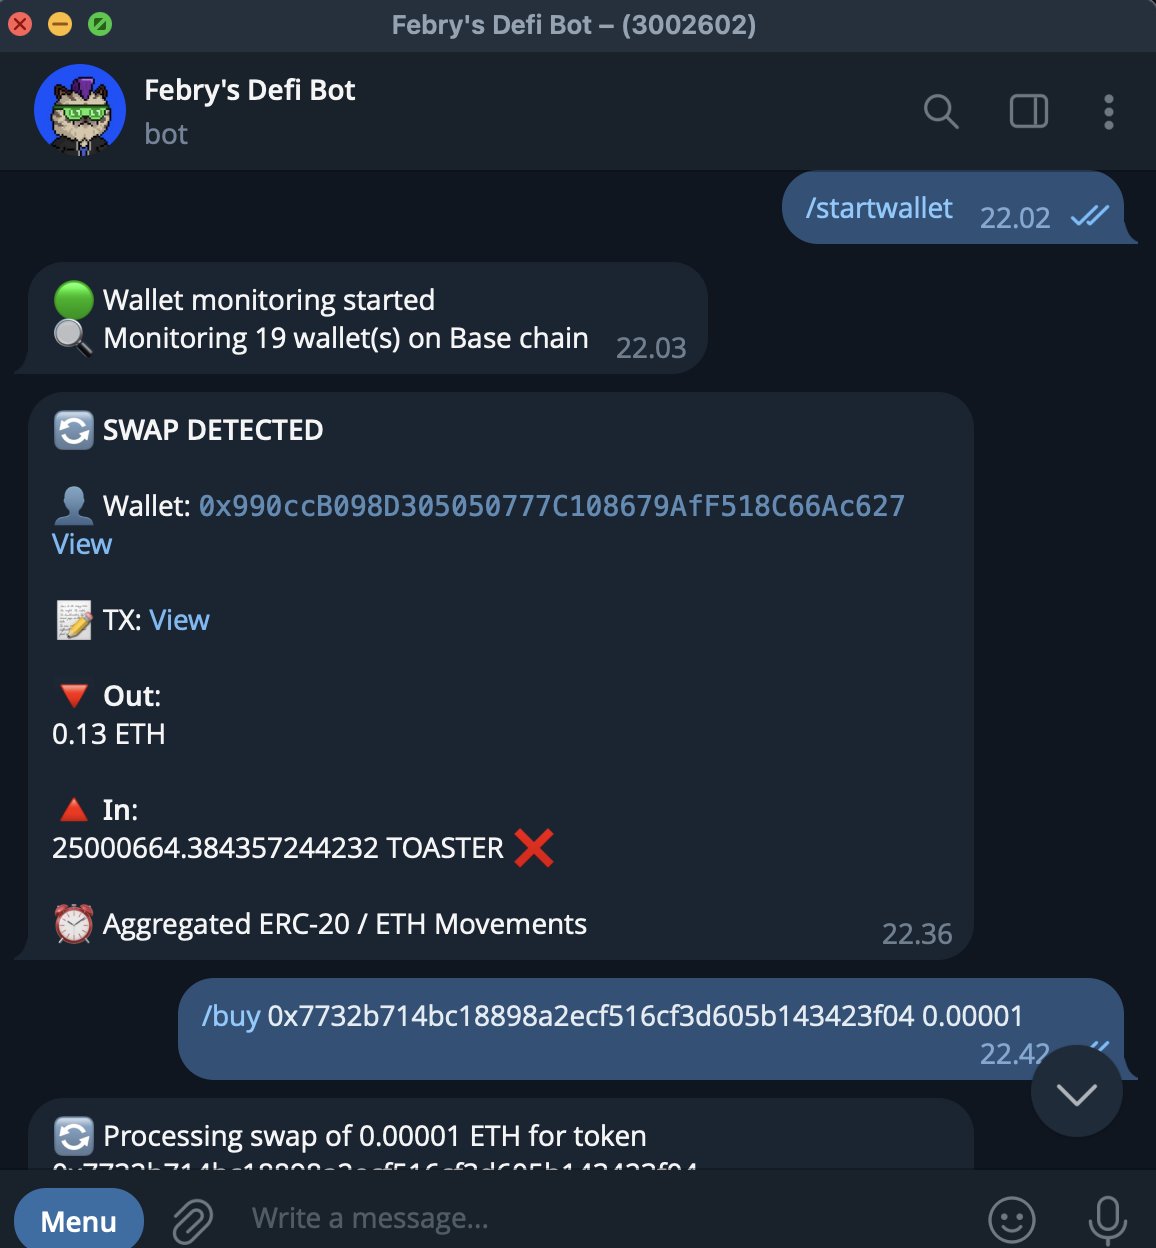 Febry's Defi Bot – (3002602)
Febry's Defi Bot
bot
/startwallet 22.02
Wallet monitoring started
Monitoring 19 wallet(s) on Base chain 22.03
SWAP DETECTED
Wallet: 0x990ccB098D305050777C108679AfF518C66Ac627
View
TX: View
Out:
0.13 ETH
In:
25000664.384357244232 TOASTER
Aggregated ERC-20 / ETH Movements
22.36
/buy 0x7732b714bc18898a2ecf516cf3d605b143423f04 0.00001
22.42
Processing swap of 0.00001 ETH for token
0x7732b714bc18898a2ecf516cf3d605b143423f04
Menu
Write a message...